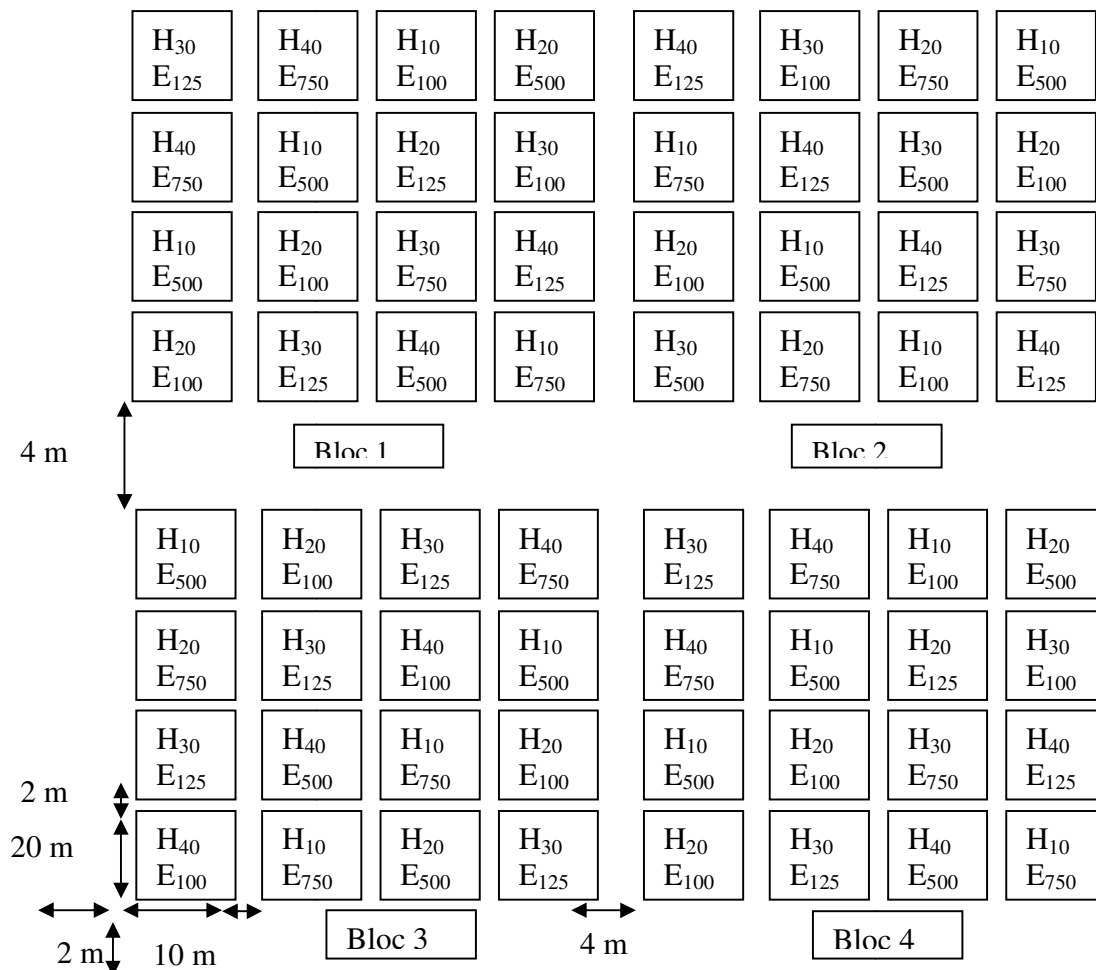 H30 H40 H10 H20 H40 H30 H20 H10
E125 E750 E100 E500 E125 E100 E750 E500
H40 H10 H20 H30 H10 H40 H30 H20
E750 E500 E125 E100 E750 E125 E500 E100
H10 H20 H30 H40 H20 H10 H40 H30
E500 E100 E750 E125 E100 E500 E125 E750
H20 H30 H40 H10 H30 H20 H10 H40
E100 E125 E500 E750 E500 E750 E100 E125
4 m Bloc 1 Bloc 2
H10 H20 H30 H40 H30 H40 H10 H20
E500 E100 E125 E750 E125 E750 E100 E500
H20 H30 H40 H10 H40 H10 H20 H30
E750 E125 E100 E500 E750 E500 E125 E100
H30 H40 H10 H20 H10 H20 H30 H40
E125 E500 E750 E100 E500 E100 E750 E125
2 m
H40 H10 H20 H30 H20 H30 H40 H10
20 m
E100 E750 E500 E125 E100 E125 E500 E750
2 m 10 m Bloc 3 4 m Bloc 4